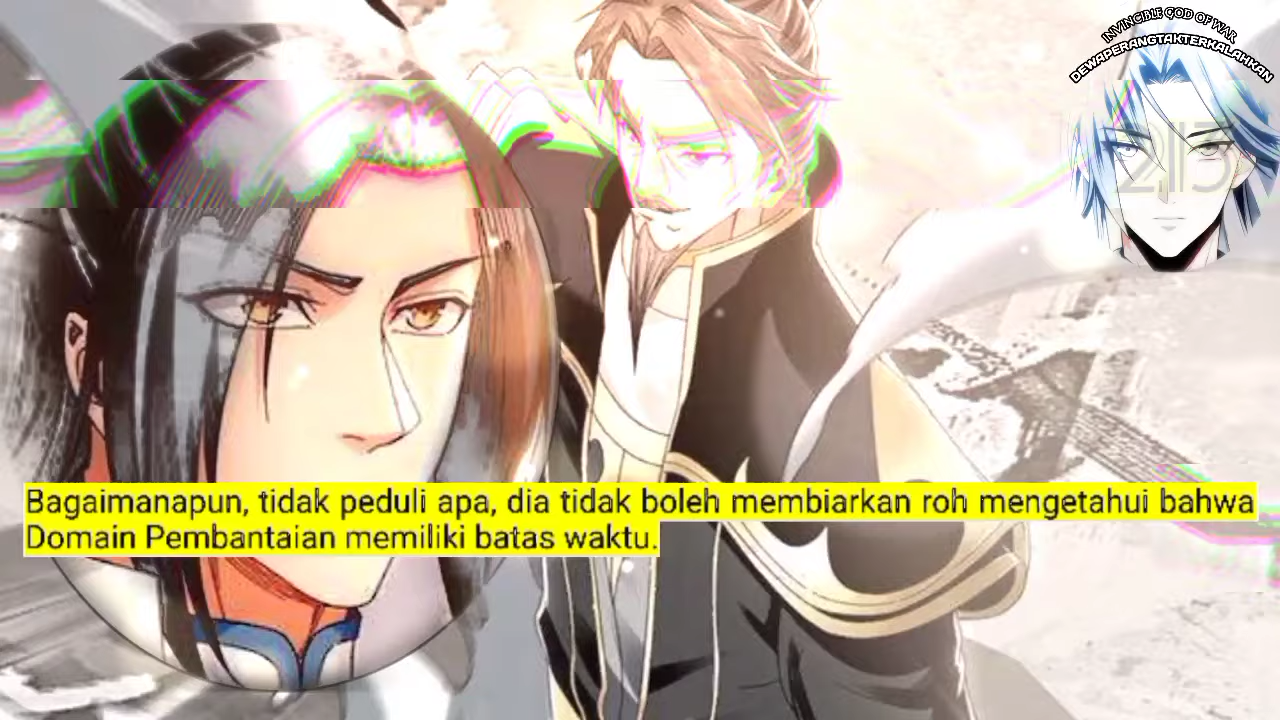 INVINCIBLE GOD OF WAR
DEWAPERANGTAKTERKALAHKAN
2113
Bagaimanapun, tidak peduli apa, dia tidak boleh membiarkan roh mengetahui bahwa
Domain Pembantaian memiliki batas waktu.